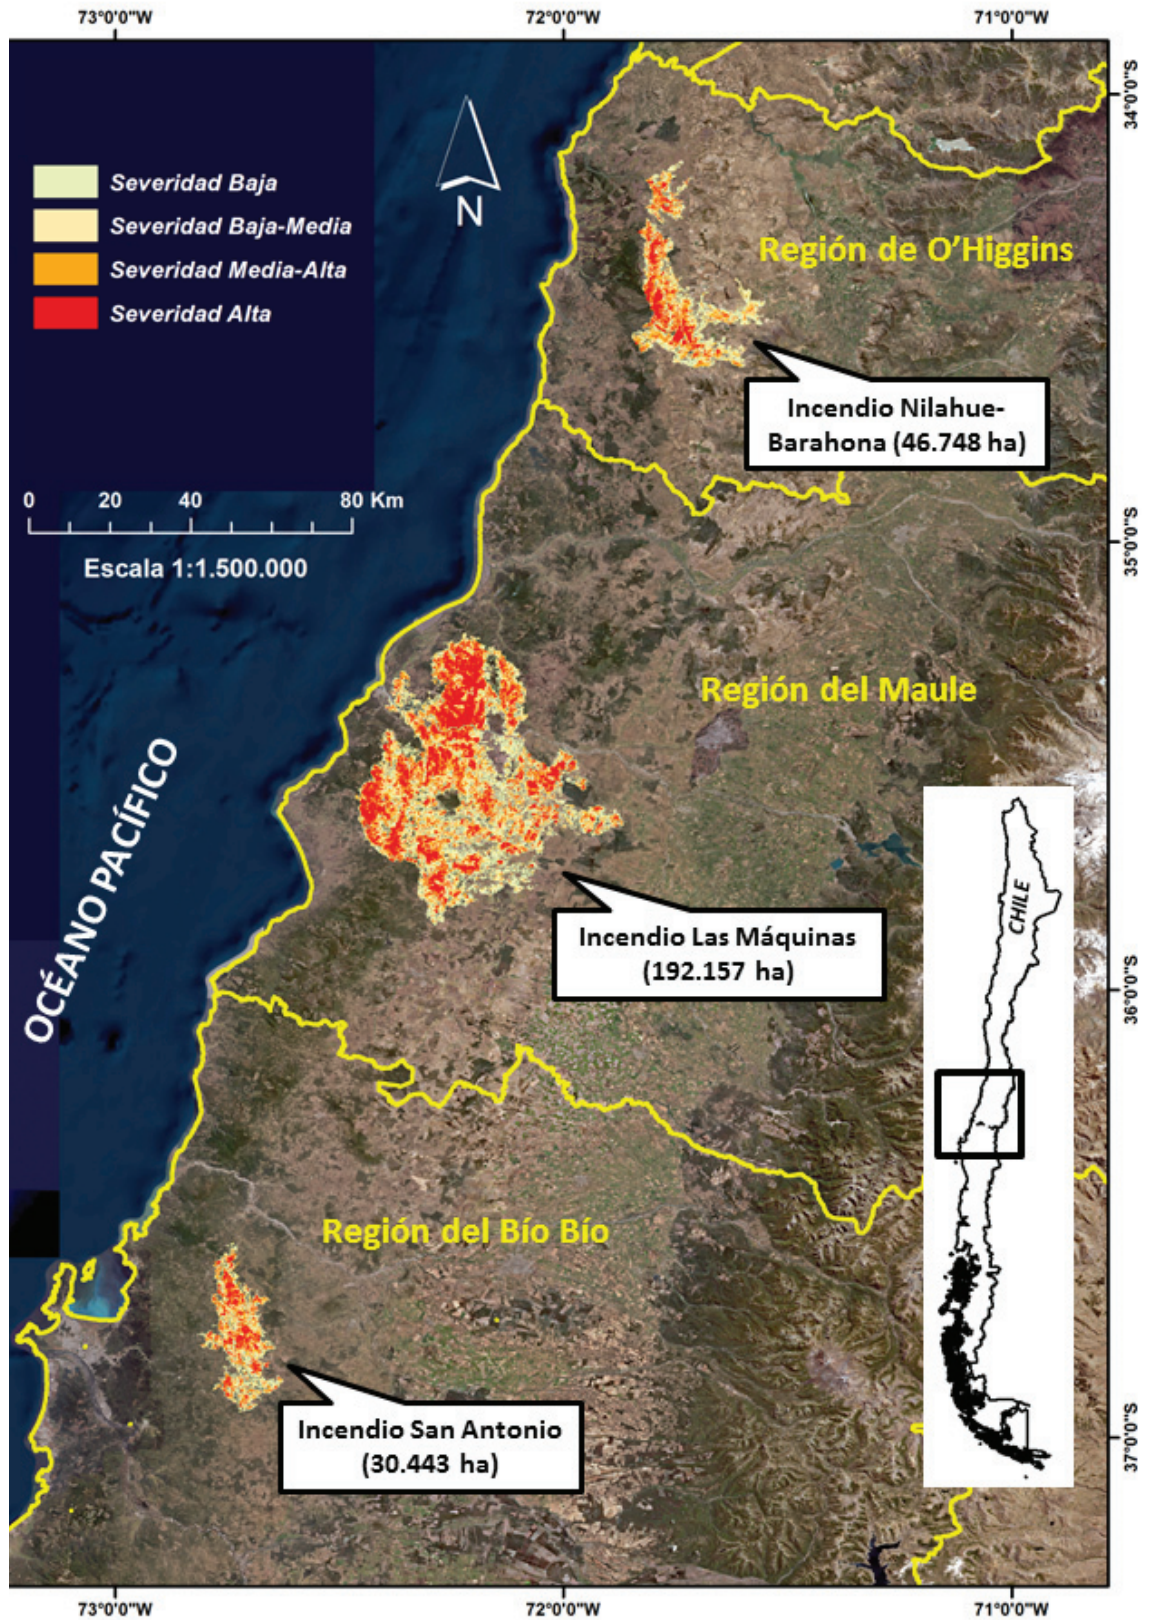 73°0'0"W
72°0'0"W
71°0'0"W
34°0'0"S
Severidad Baja
Severidad Baja-Media
Severidad Media-Alta
Severidad Alta
N
Región de O'Higgins
Incendio Nilahue-
Barahona (46.748 ha)
0 20 40 80 Km
Escala 1:1.500.000
35°0'0"S
Región del Maule
OCÉANO PACÍFICO
CHILE
Incendio Las Máquinas
(192.157 ha)
36°0'0"S
Región del Bío Bío
Incendio San Antonio
(30.443 ha)
37°0'0"S
73°0'0"W
72°0'0"W
71°0'0"W